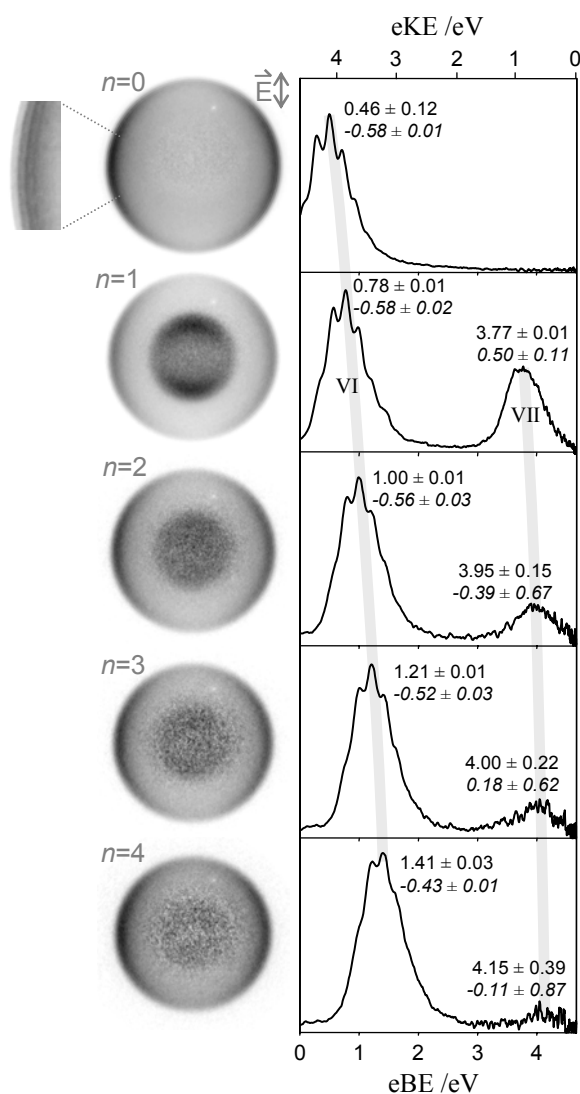 eKE /eV
4 3 2 1 0
n=0
→
E
0.46 ± 0.12
-0.58 ± 0.01
n=1
0.78 ± 0.01
-0.58 ± 0.02
3.77 ± 0.01
0.50 ± 0.11
VI
VII
n=2
1.00 ± 0.01
-0.56 ± 0.03
3.95 ± 0.15
-0.39 ± 0.67
n=3
1.21 ± 0.01
-0.52 ± 0.03
4.00 ± 0.22
0.18 ± 0.62
n=4
1.41 ± 0.03
-0.43 ± 0.01
4.15 ± 0.39
-0.11 ± 0.87
0 1 2 3 4
eBE /eV